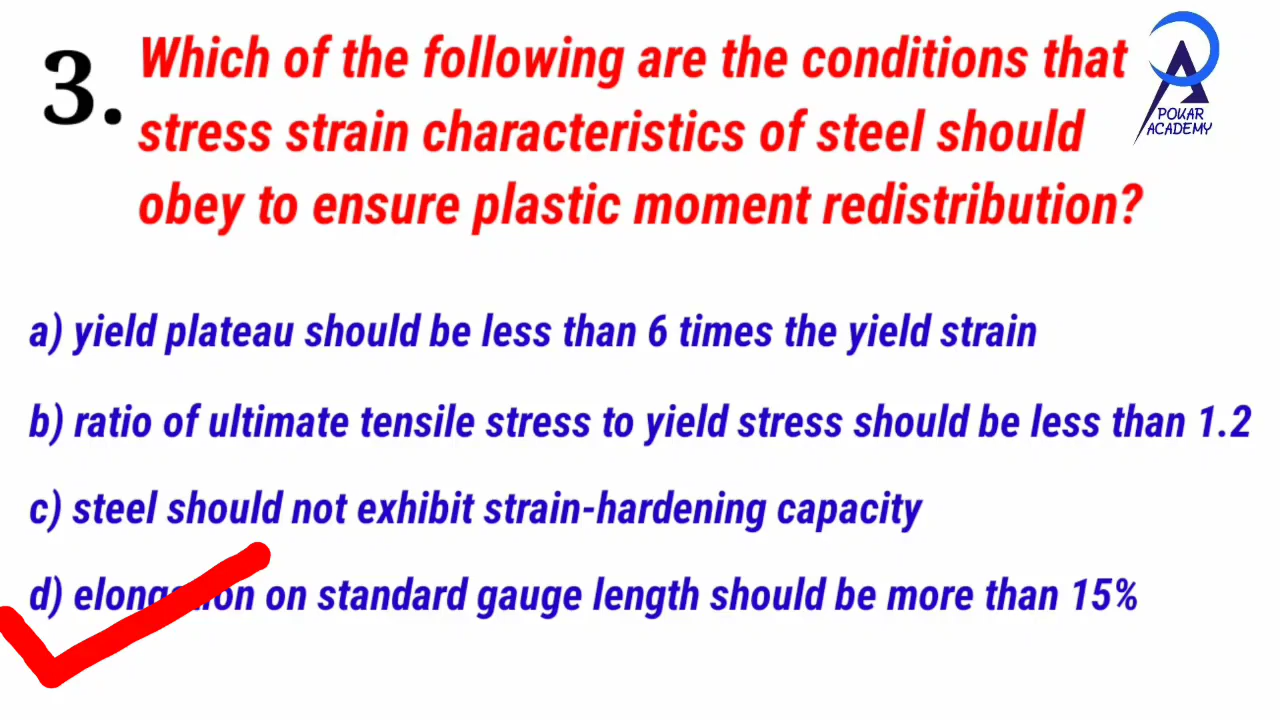 3. Which of the following are the conditions that
stress strain characteristics of steel should
obey to ensure plastic moment redistribution?
POKAR
ACADEMY
a) yield plateau should be less than 6 times the yield strain
b) ratio of ultimate tensile stress to yield stress should be less than 1.2
c) steel should not exhibit strain-hardening capacity
d) elongation on standard gauge length should be more than 15%